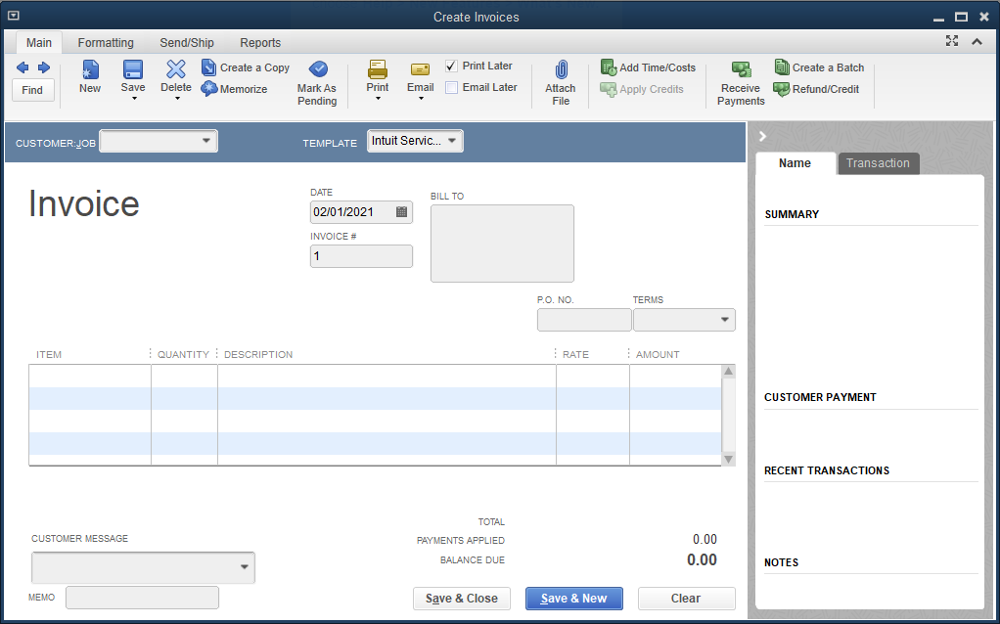 Create Invoices
Main Formatting Send/Ship Reports
Find New Save Delete Create a Copy Memorize Mark As Pending Print Email Print Later Email Later Attach File Add Time/Costs Apply Credits Receive Payments Create a Batch Refund/Credit
CUSTOMER:JOB TEMPLATE Intuit Servic...
Name Transaction
Invoice
DATE
02/01/2021
INVOICE #
1
BILL TO
P.O. NO. TERMS
ITEM QUANTITY DESCRIPTION RATE AMOUNT
TOTAL
PAYMENTS APPLIED 0.00
BALANCE DUE 0.00
CUSTOMER MESSAGE
MEMO
Save & Close Save & New Clear
SUMMARY
CUSTOMER PAYMENT
RECENT TRANSACTIONS
NOTES